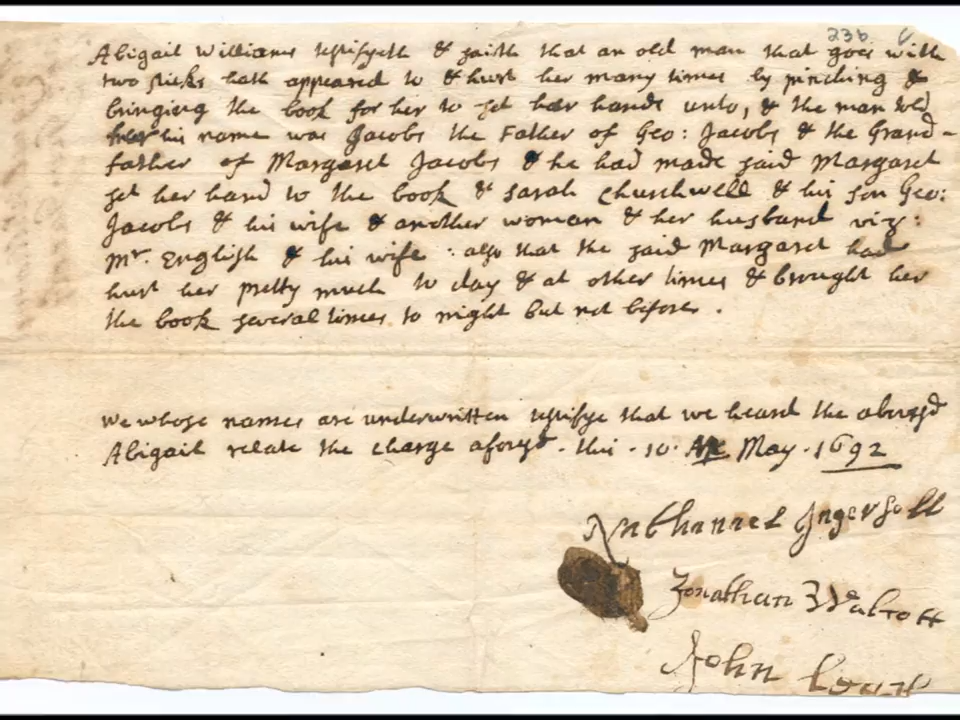 236
Abigail Williams testifyeth & saith that an old man that goes with
two sticks hath appeared to & hurt her many times by pinching &
bringing the book for her to set her hands unto, & the man told
her his name was Jacobs the Father of Geo: Jacobs & the Grand=
father of Margaret Jacobs & he had made said Margaret
set her hand to the book & Sarah Churchwell & his son Geo:
Jacobs & his wife & another woman & her husband viz:
Mr. English & his wife : also that the said Margaret had
hurt her pretty much to day & at other times & brought her
the book several times to night but not before.
we whose names are underwritten testifye that we heard the abovesd
Abigail relate the charge aforesd. this . 10. May . 1692
Nathanael Ingersoll
Jonathan Walcott
John